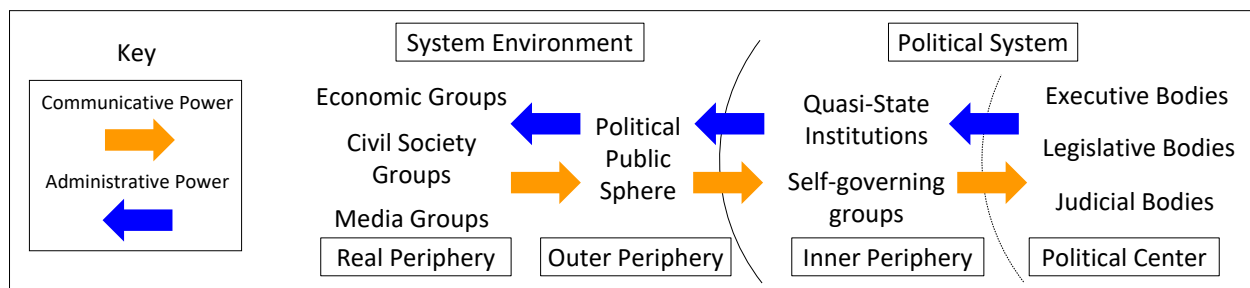 Key
Communicative Power
Administrative Power
System Environment
Political System
Economic Groups
Civil Society
Groups
Media Groups
Political
Public
Sphere
Quasi-State
Institutions
Self-governing
groups
Executive Bodies
Legislative Bodies
Judicial Bodies
Real Periphery
Outer Periphery
Inner Periphery
Political Center